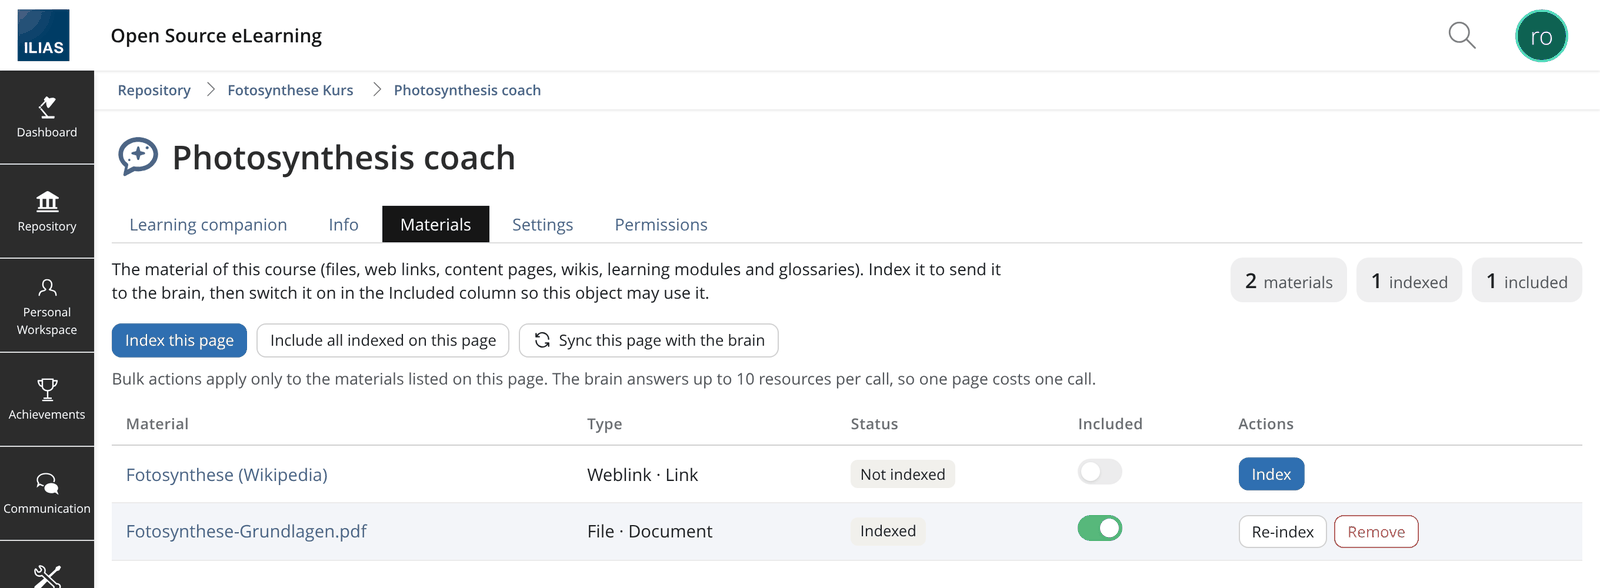 ILIAS
Open Source eLearning
ro
Repository
Fotosynthese Kurs
Photosynthesis coach
Dashboard
Repository
Personal
Workspace
Achievements
Communication
Photosynthesis coach
Learning companion
Info
Materials
Settings
Permissions
The material of this course (files, web links, content pages, wikis, learning modules and glossaries). Index it to send it
to the brain, then switch it on in the Included column so this object may use it.
2 materials
1 indexed
1 included
Index this page
Include all indexed on this page
Sync this page with the brain
Bulk actions apply only to the materials listed on this page. The brain answers up to 10 resources per call, so one page costs one call.
Material Type Status Included Actions
Fotosynthese (Wikipedia) Weblink · Link Not indexed Index
Fotosynthese-Grundlagen.pdf File · Document Indexed Re-index Remove